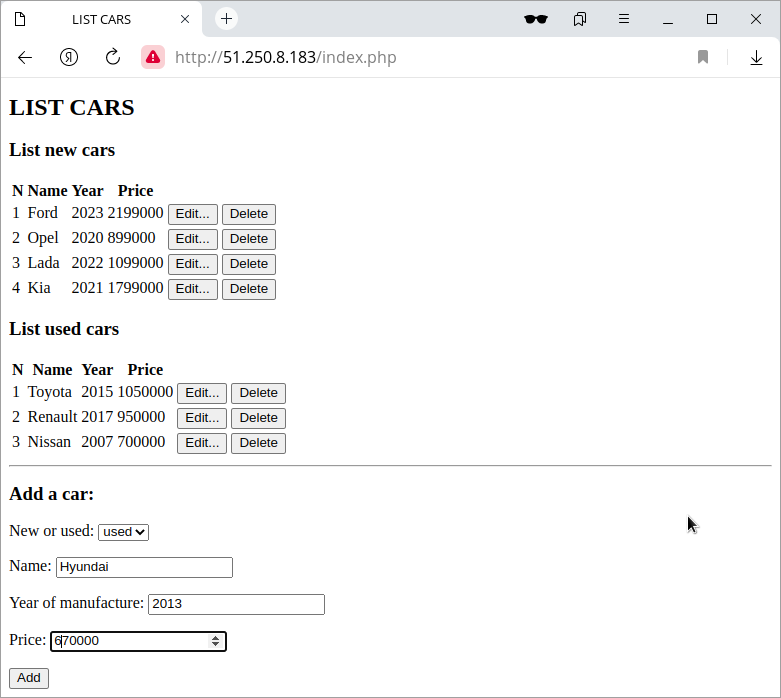 LIST CARS
http://51.250.8.183/index.php
LIST CARS
List new cars
N Name Year Price
1 Ford 2023 2199000 Edit... Delete
2 Opel 2020 899000 Edit... Delete
3 Lada 2022 1099000 Edit... Delete
4 Kia 2021 1799000 Edit... Delete
List used cars
N Name Year Price
1 Toyota 2015 1050000 Edit... Delete
2 Renault 2017 950000 Edit... Delete
3 Nissan 2007 700000 Edit... Delete
Add a car:
New or used: used
Name: Hyundai
Year of manufacture: 2013
Price: 670000
Add